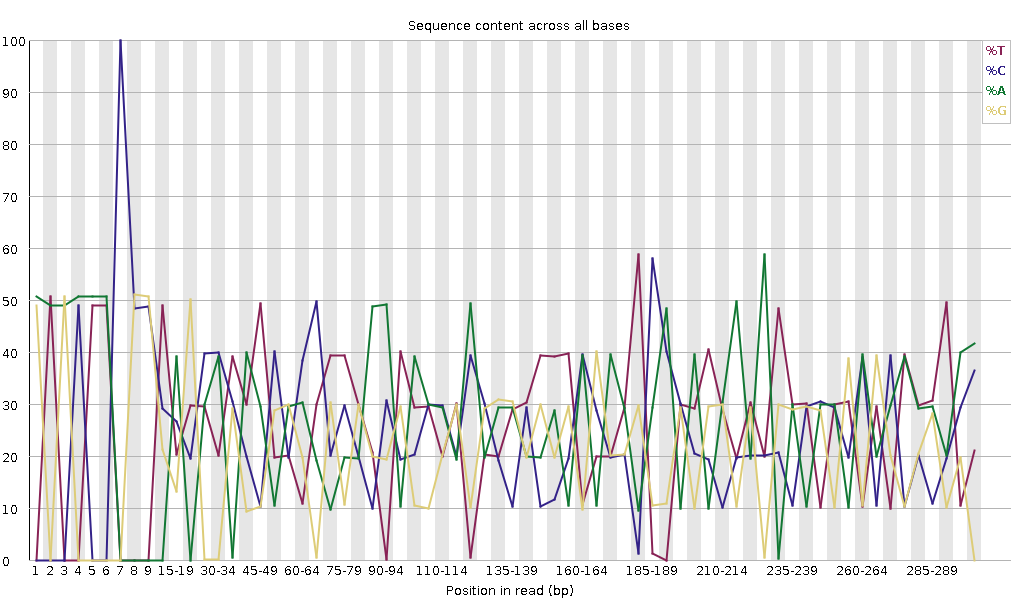 Sequence content across all bases
100
90
80
70
60
50
40
30
20
10
0
%T
%C
%A
%G
1 2 3 4 5 6 7 8 9 15-19 30-34 45-49 60-64 75-79 90-94 110-114 135-139 160-164 185-189 210-214 235-239 260-264 285-289
Position in read (bp)